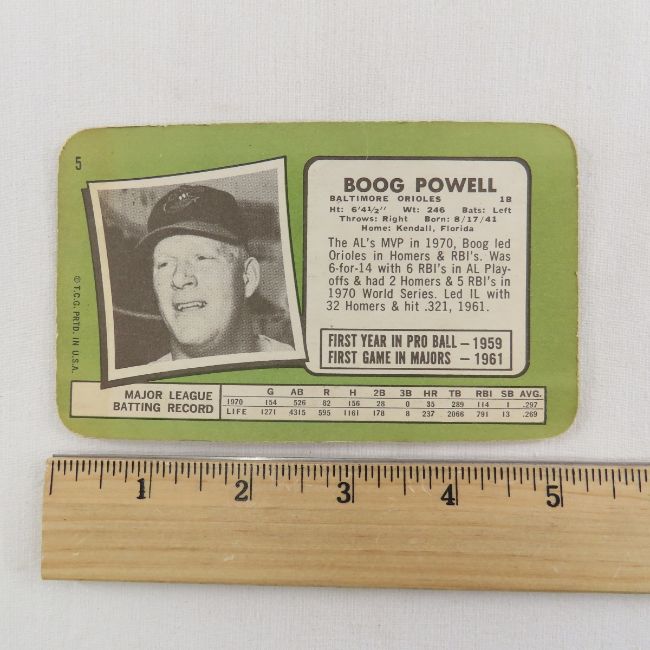 5
© T.C.G. PRTD. IN U.S.A.
BOOG POWELL
BALTIMORE ORIOLES 1B
Ht: 6'4½" Wt: 246 Bats: Left
Throws: Right Born: 8/17/41
Home: Kendall, Florida
The AL's MVP in 1970, Boog led
Orioles in Homers & RBI's. Was
6-for-14 with 6 RBI's in AL Play-
offs & had 2 Homers & 5 RBI's in
1970 World Series. Led IL with
32 Homers & hit .321, 1961.
FIRST YEAR IN PRO BALL — 1959
FIRST GAME IN MAJORS — 1961
MAJOR LEAGUE
BATTING RECORD
G AB R H 2B 3B HR TB RBI SB AVG.
1970 154 526 82 156 28 0 35 289 114 1 .297
LIFE 1271 4315 595 1161 178 8 237 2066 791 13 .269
1 2 3 4 5